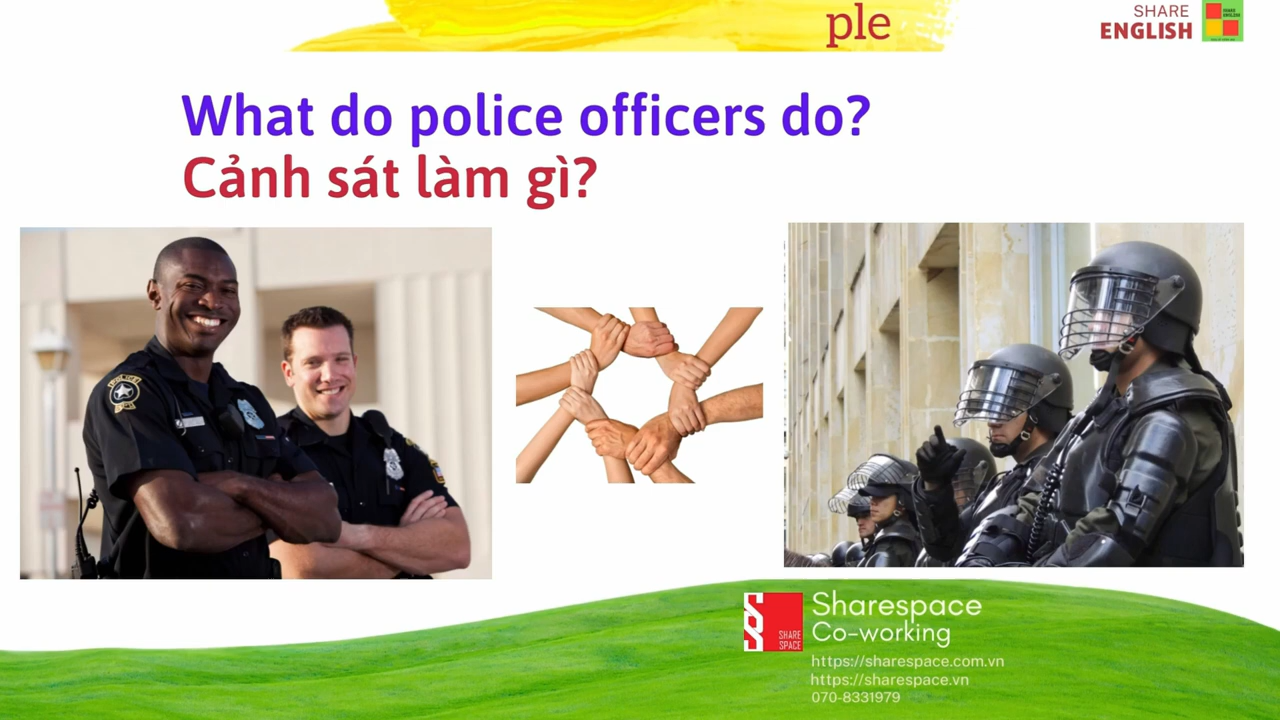 ple
SHARE
ENGLISH
What do police officers do?
Cảnh sát làm gì?
POLICE
SHARE
SPACE
Sharespace
Co-working
https://sharespace.com.vn
https://sharespace.vn
070-8331979